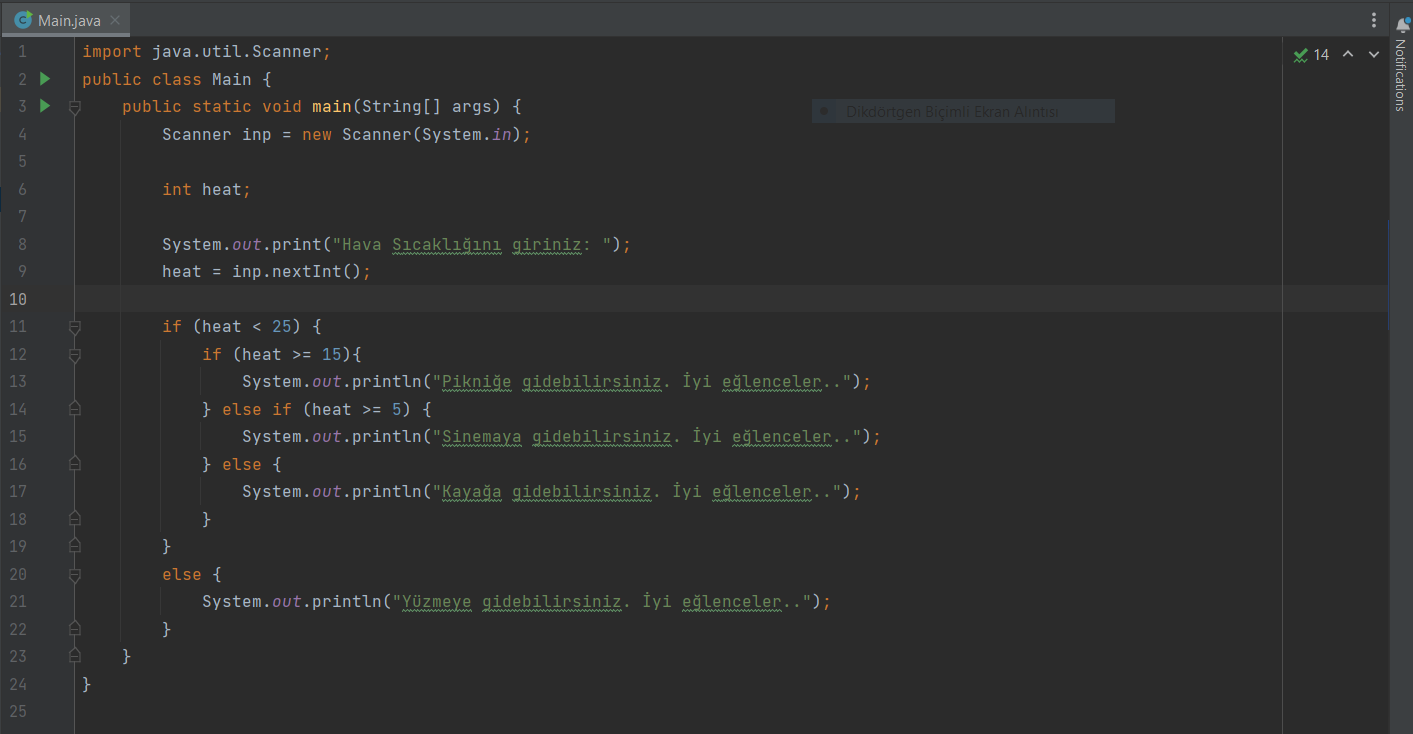 Main.java
14
Notifications
1 import java.util.Scanner;
2 public class Main {
3 public static void main(String[] args) {
Dikdörtgen Biçimli Ekran Alıntısı
4 Scanner inp = new Scanner(System.in);
5
6 int heat;
7
8 System.out.print("Hava Sıcaklığını giriniz: ");
9 heat = inp.nextInt();
10
11 if (heat < 25) {
12 if (heat >= 15){
13 System.out.println("Pikniğe gidebilirsiniz. İyi eğlenceler..");
14 } else if (heat >= 5) {
15 System.out.println("Sinemaya gidebilirsiniz. İyi eğlenceler..");
16 } else {
17 System.out.println("Kayağa gidebilirsiniz. İyi eğlenceler..");
18 }
19 }
20 else {
21 System.out.println("Yüzmeye gidebilirsiniz. İyi eğlenceler..");
22 }
23 }
24 }
25